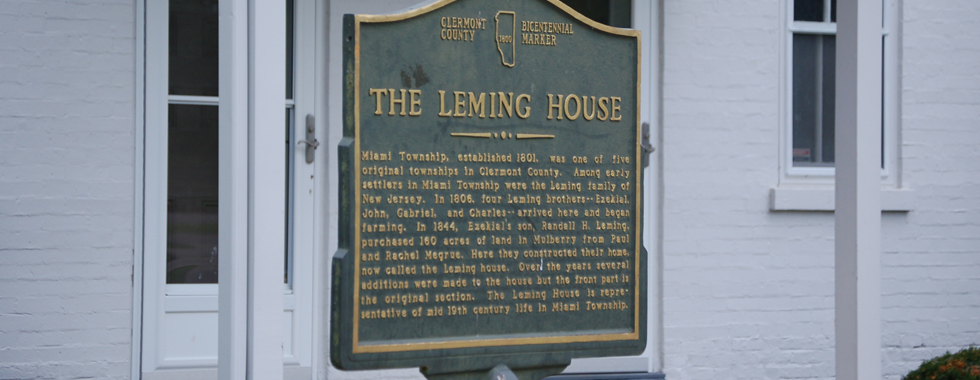 CLERMONT COUNTY
1800
BICENTENNIAL MARKER
THE LEMING HOUSE
Miami Township, established 1801, was one of five
original townships in Clermont County. Among early
settlers in Miami Township were the Leming family of
New Jersey. In 1806, four Leming brothers--Ezekial,
John, Gabriel, and Charles--arrived here and began
farming. In 1844, Ezekial's son, Randall H. Leming,
purchased 160 acres of land in Mulberry from Paul
and Rachel Megrue. Here they constructed their home,
now called the Leming house. Over the years several
additions were made to the house but the front part is
the original section. The Leming House is repre-
sentative of mid 19th century life in Miami Township.